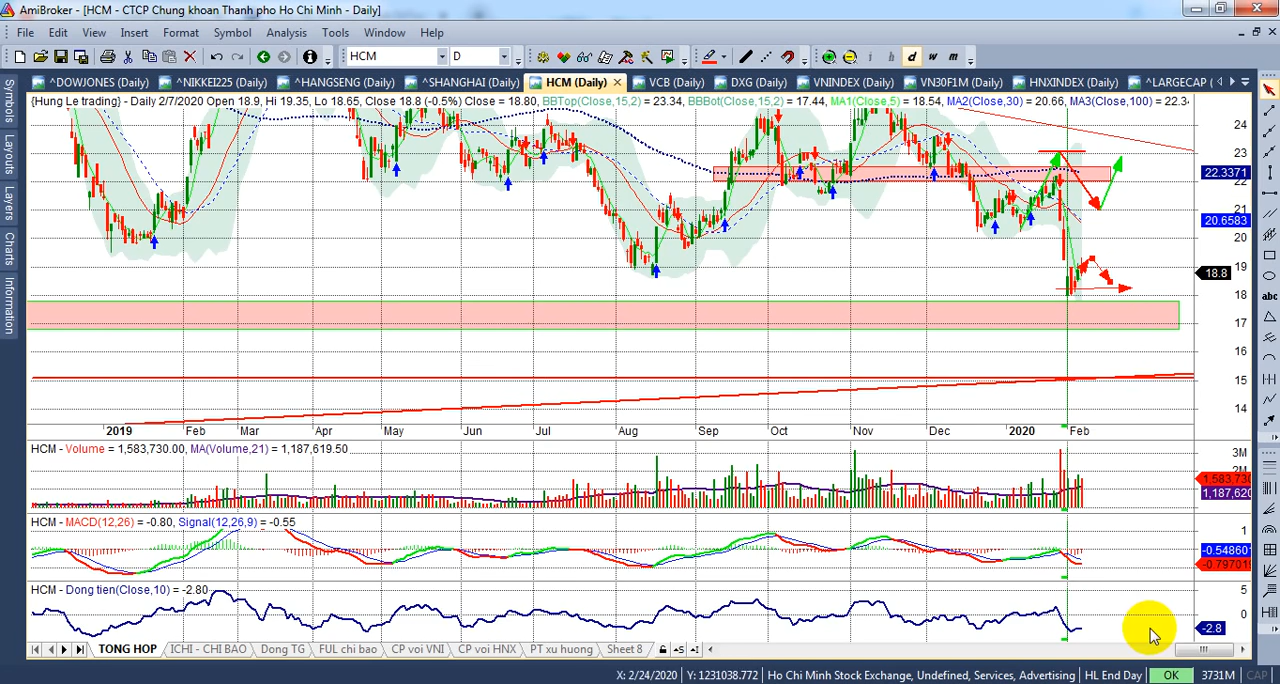 AmiBroker - [HCM - CTCP Chung khoan Thanh pho Ho Chi Minh - Daily]
File Edit View Insert Format Symbol Analysis Tools Window Help
HCM D i h d w m
^DOWJONES (Daily) ^NIKKEI225 (Daily) ^HANGSENG (Daily) ^SHANGHAI (Daily) HCM (Daily) VCB (Daily) DXG (Daily) VNINDEX (Daily) VN30F1M (Daily) HNXINDEX (Daily) ^LARGECAP (
Symbols
Layouts
Layers
Charts
Information
{Hung Le trading} - Daily 2/7/2020 Open 18.9, Hi 19.35, Lo 18.65, Close 18.8 (-0.5%) Close = 18.80, BBTop(Close,15,2) = 23.34, BBBot(Close,15,2) = 17.44, MA1(Close,5) = 18.54, MA2(Close,30) = 20.66, MA3(Close,100) = 22.3
24
23
22.3371
22
21
20.6583
20
19
18.8
18
17
16
15
14
abc
2019 Feb Mar Apr May Jun Jul Aug Sep Oct Nov Dec 2020 Feb
HCM - Volume = 1,583,730.00, MA(Volume,21) = 1,187,619.50
3M
2M
1,583,730
1,187,620
HCM - MACD(12,26) = -0.80, Signal(12,26,9) = -0.55
1
-0.54860
-0.79701
HCM - Dong tien(Close,10) = -2.80
5
0
-2.8
TONG HOP ICHI - CHI BAO Dong TG FUL chi beo CP voi VNI CP voi HNX PT xu huong Sheet 8
X: 2/24/2020 Y: 1231038.772 Ho Chi Minh Stock Exchange, Undefined, Services, Advertising HL End Day OK 3731M CAP